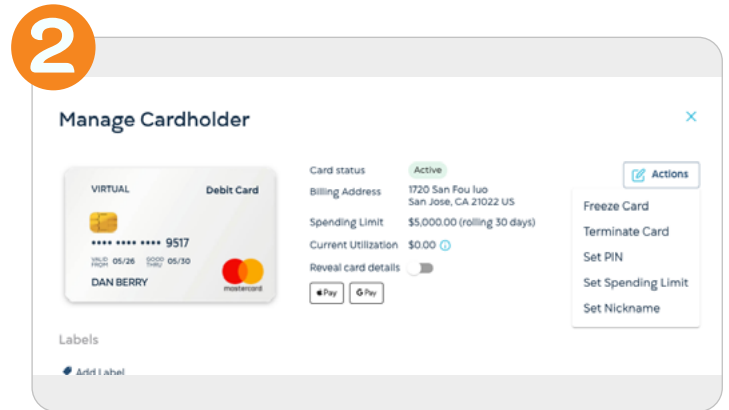 2
Manage Cardholder
×
VIRTUAL Debit Card
•••• •••• •••• 9517
VALID FROM 05/26 GOOD THRU 05/30
DAN BERRY
mastercard
Card status Active
Billing Address 1720 San Fou luo
San Jose, CA 21022 US
Spending Limit $5,000.00 (rolling 30 days)
Current Utilization $0.00
Reveal card details
Pay G Pay
Actions
Freeze Card
Terminate Card
Set PIN
Set Spending Limit
Set Nickname
Labels
Add Label